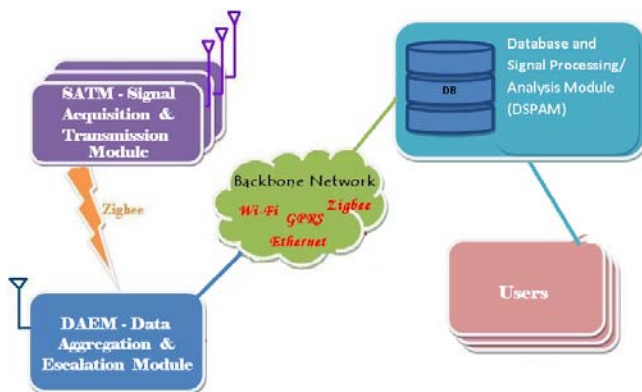 SATM - Signal
Acquisition &
Transmission
Module
Zigbee
DAEM - Data
Aggregation &
Escalation Module
Backbone Network
Wi-Fi
GPRS
Zigbee
Ethernet
DB
Database and
Signal Processing/
Analysis Module
(DSPAM)
Users